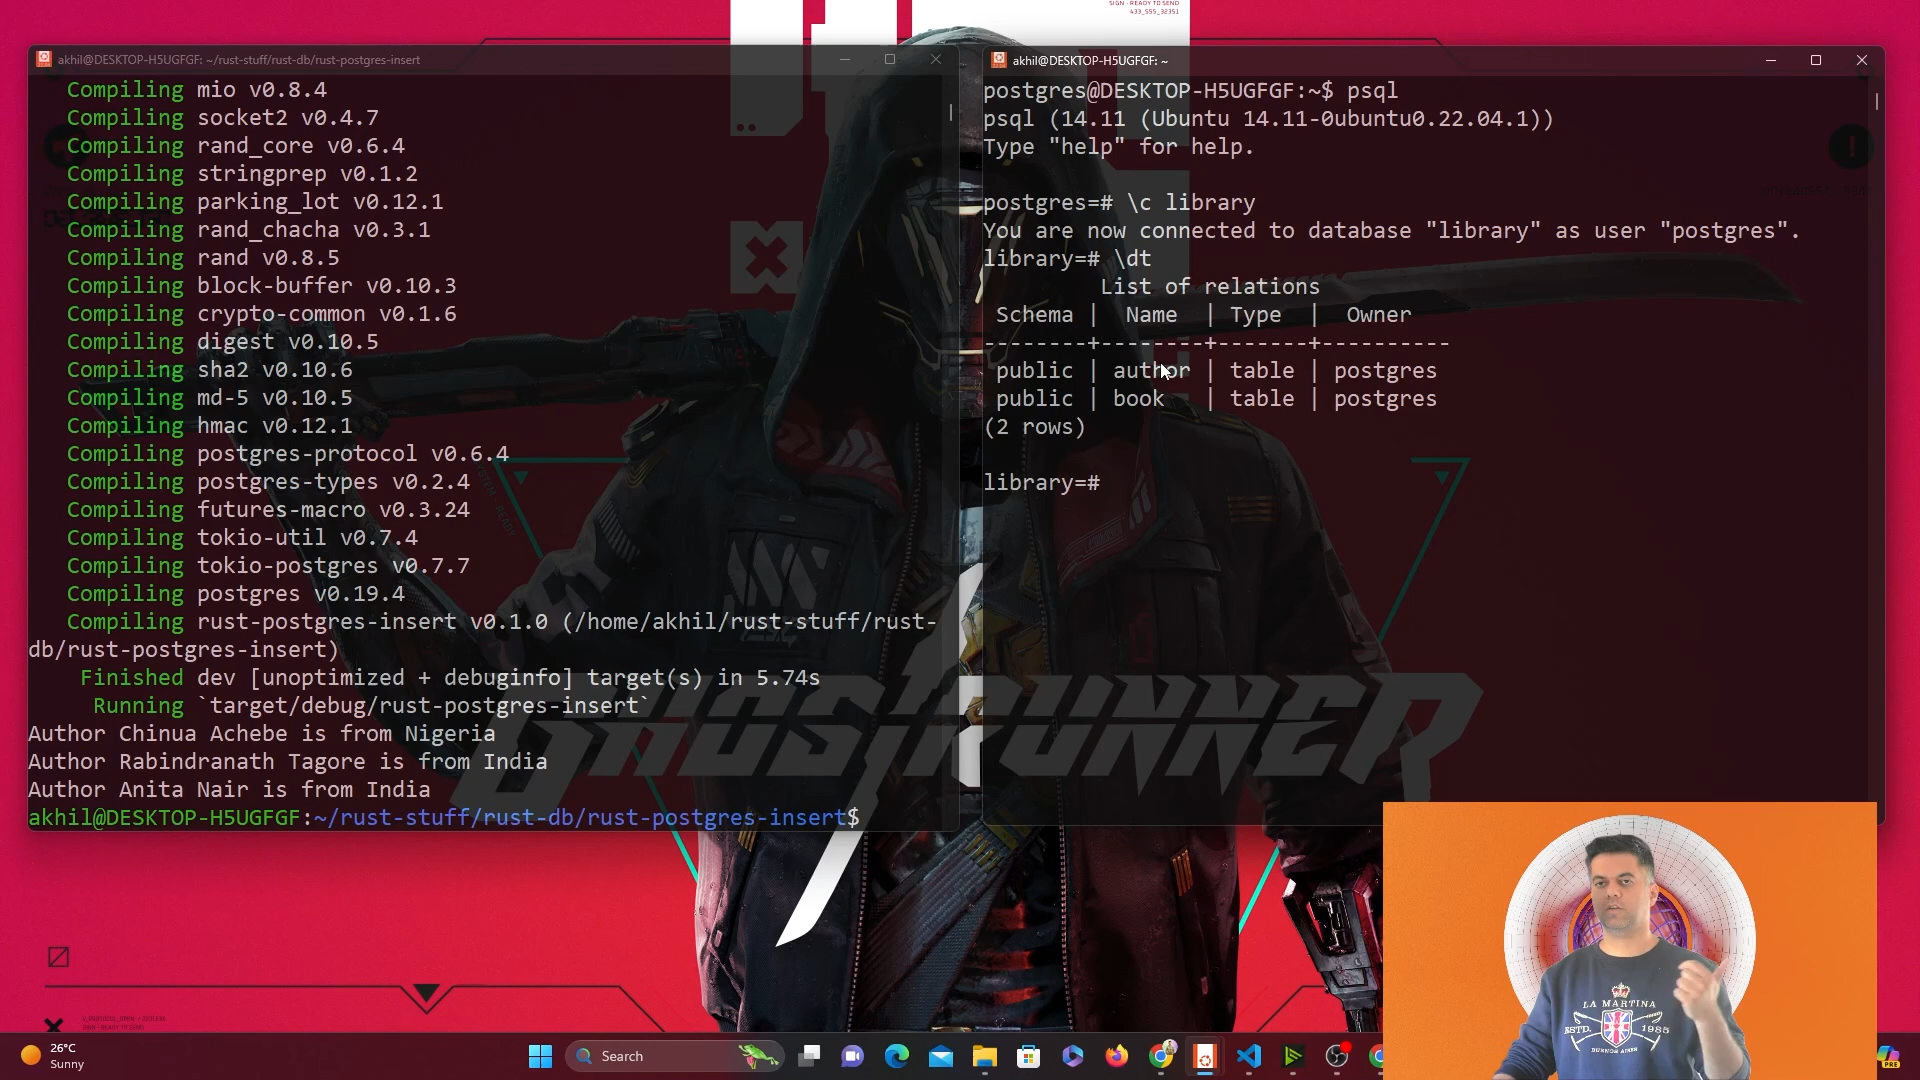 SIGN - READY TO SEND
433_555_32351
akhil@DESKTOP-H5UGFGF: ~/rust-stuff/rust-db/rust-postgres-insert
Compiling mio v0.8.4
Compiling socket2 v0.4.7
Compiling rand_core v0.6.4
Compiling stringprep v0.1.2
Compiling parking_lot v0.12.1
Compiling rand_chacha v0.3.1
Compiling rand v0.8.5
Compiling block-buffer v0.10.3
Compiling crypto-common v0.1.6
Compiling digest v0.10.5
Compiling sha2 v0.10.6
Compiling md-5 v0.10.5
Compiling hmac v0.12.1
Compiling postgres-protocol v0.6.4
Compiling postgres-types v0.2.4
Compiling futures-macro v0.3.24
Compiling tokio-util v0.7.4
Compiling tokio-postgres v0.7.7
Compiling postgres v0.19.4
Compiling rust-postgres-insert v0.1.0 (/home/akhil/rust-stuff/rust-
db/rust-postgres-insert)
Finished dev [unoptimized + debuginfo] target(s) in 5.74s
Running `target/debug/rust-postgres-insert`
Author Chinua Achebe is from Nigeria
Author Rabindranath Tagore is from India
Author Anita Nair is from India
akhil@DESKTOP-H5UGFGF:~/rust-stuff/rust-db/rust-postgres-insert$
akhil@DESKTOP-H5UGFGF: ~
postgres@DESKTOP-H5UGFGF:~$ psql
psql (14.11 (Ubuntu 14.11-0ubuntu0.22.04.1))
Type "help" for help.
postgres=# \c library
You are now connected to database "library" as user "postgres".
library=# \dt
List of relations
Schema | Name | Type | Owner
--------+--------+-------+----------
public | author | table | postgres
public | book | table | postgres
(2 rows)
library=#
GHOSTRUNNER
LA MARTINA
ESTD. 1985
BUENOS AIRES
26°C
Sunny
Search
PRE